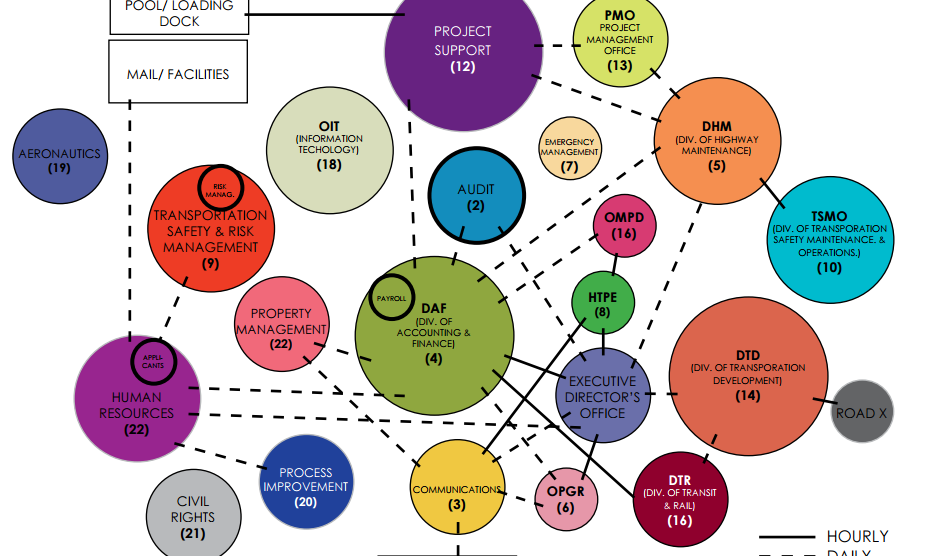 POOL/ LOADING
DOCK
MAIL/ FACILITIES
PROJECT
SUPPORT
(12)
PMO
PROJECT
MANAGEMENT
OFFICE
(13)
AERONAUTICS
(19)
OIT
(INFORMATION
TECHOLOGY)
(18)
EMERGENCY
MANAGEMENT
(7)
DHM
(DIV. OF HIGHWAY
MAINTENANCE)
(5)
RISK
MANAG.
TRANSPORTATION
SAFETY & RISK
MANAGEMENT
(9)
AUDIT
(2)
OMPD
(16)
TSMO
(DIV. OF TRANSPORATION
SAFETY MAINTENANCE. &
OPERATIONS.)
(10)
PROPERTY
MANAGEMENT
(22)
PAYROLL
DAF
(DIV. OF
ACCOUNTING &
FINANCE)
(4)
HTPE
(8)
APPLI-
CANTS
HUMAN
RESOURCES
(22)
EXECUTIVE
DIRECTOR'S
OFFICE
DTD
(DIV. OF TRANSPORATION
DEVELOPMENT)
(14)
ROAD X
PROCESS
IMPROVEMENT
(20)
CIVIL
RIGHTS
(21)
COMMUNICATIONS
(3)
OPGR
(6)
DTR
(DIV. OF TRANSIT
& RAIL)
(16)
HOURLY
DAILY